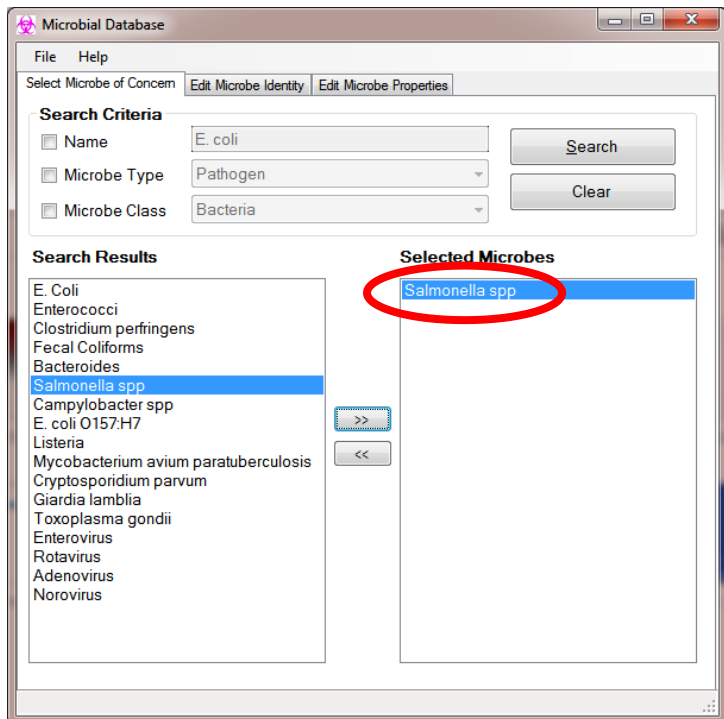 Microbial Database
File Help
Select Microbe of Concern Edit Microbe Identity Edit Microbe Properties
Search Criteria
Name E. coli Search
Microbe Type Pathogen
Clear
Microbe Class Bacteria
Search Results Selected Microbes
E. Coli Salmonella spp
Enterococci
Clostridium perfringens
Fecal Coliforms
Bacteroides
Salmonella spp
Campylobacter spp
E. coli O157:H7
Listeria
Mycobacterium avium paratuberculosis
Cryptosporidium parvum
Giardia lamblia
Toxoplasma gondii
Enterovirus
Rotavirus
Adenovirus
Norovirus
>>
<<